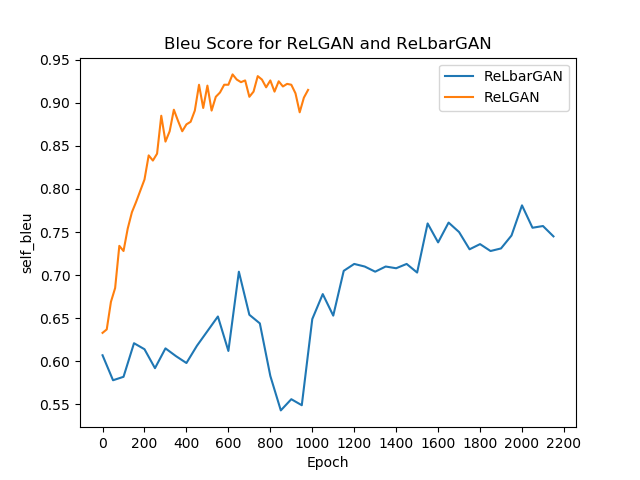 Bleu Score for ReLGAN and ReLbarGAN
ReLbarGAN
ReLGAN
self_bleu
0.95
0.90
0.85
0.80
0.75
0.70
0.65
0.60
0.55
0 200 400 600 800 1000 1200 1400 1600 1800 2000 2200
Epoch